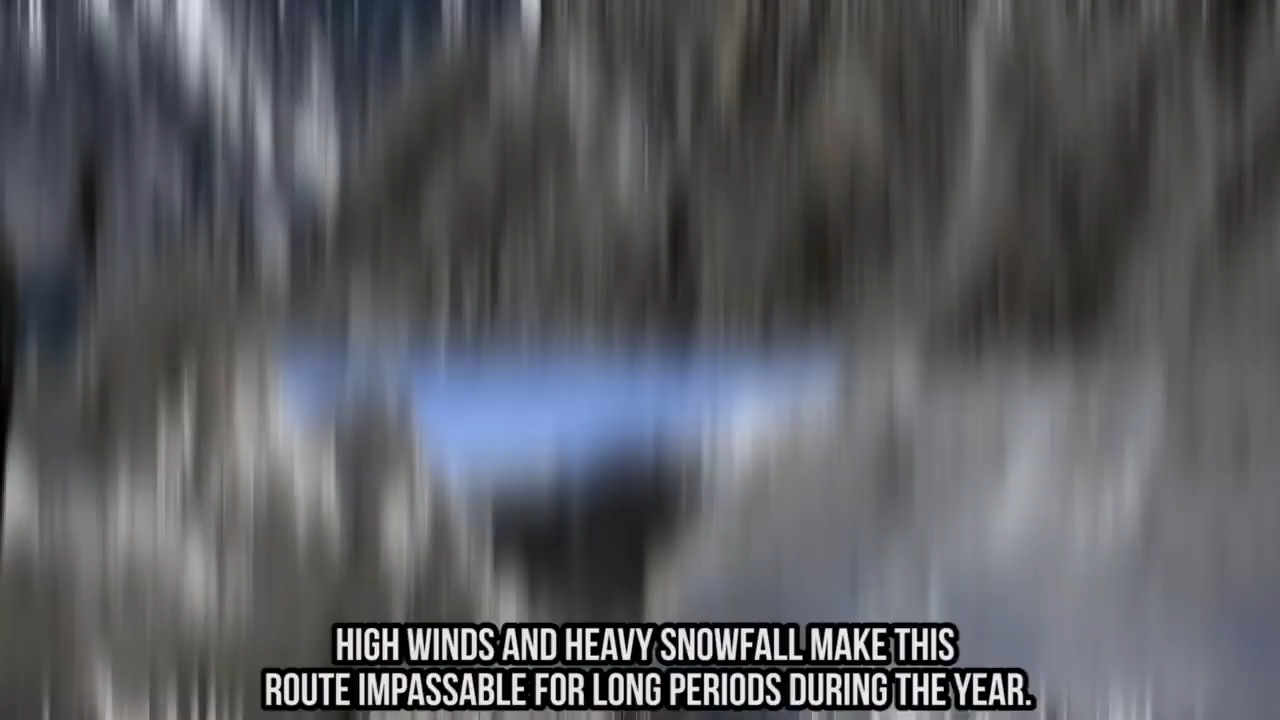 HIGH WINDS AND HEAVY SNOWFALL MAKE THIS
ROUTE IMPASSABLE FOR LONG PERIODS DURING THE YEAR.